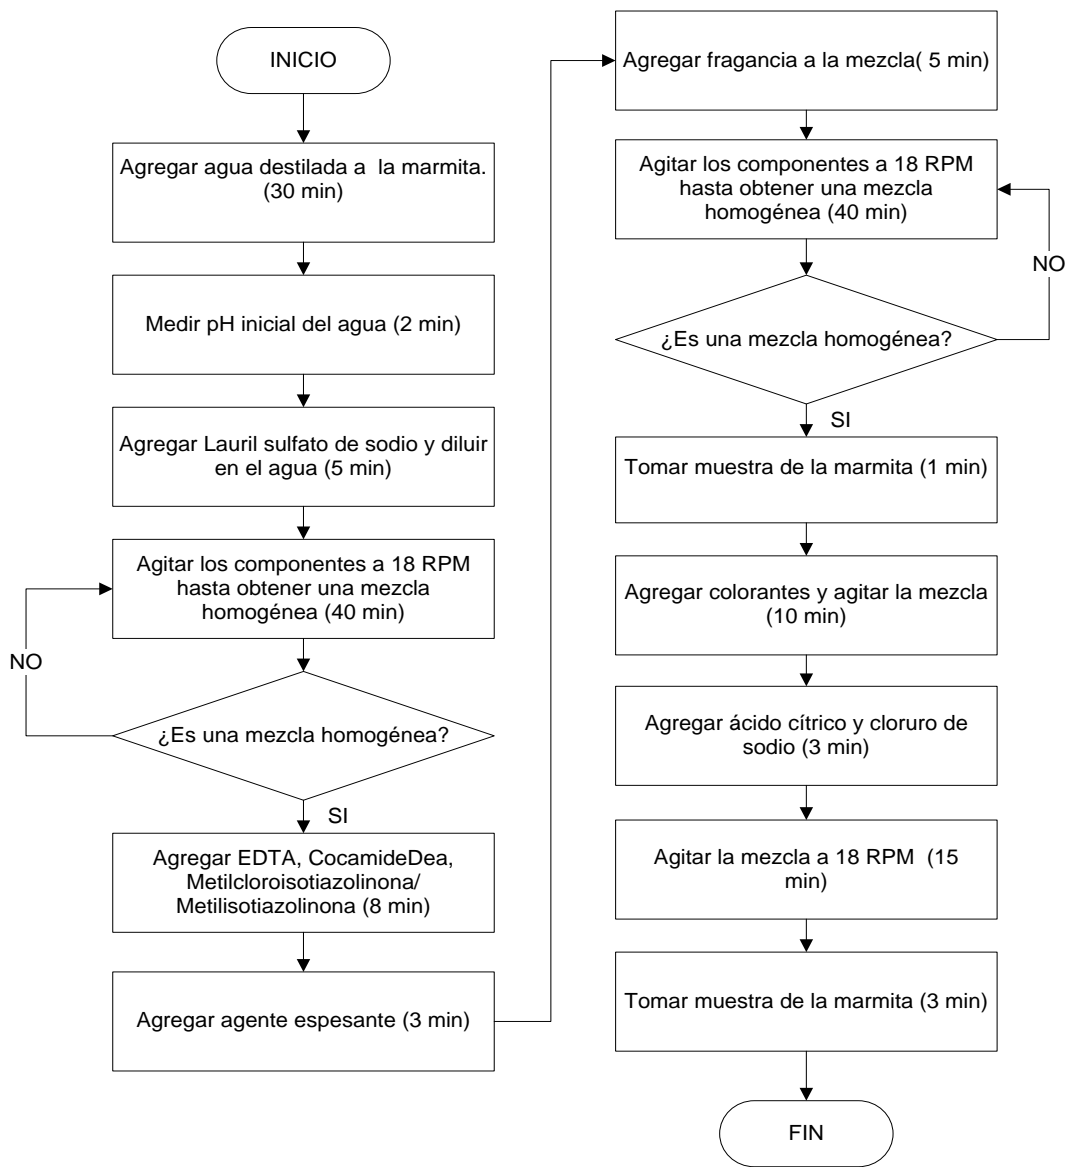 INICIO
Agregar agua destilada a la marmita.
(30 min)
Medir pH inicial del agua (2 min)
Agregar Lauril sulfato de sodio y diluir
en el agua (5 min)
Agitar los componentes a 18 RPM
hasta obtener una mezcla
homogénea (40 min)
NO
¿Es una mezcla homogénea?
SI
Agregar EDTA, CocamideDea,
Metilcloroisotiazolinona/
Metilisotiazolinona (8 min)
Agregar agente espesante (3 min)
Agregar fragancia a la mezcla( 5 min)
Agitar los componentes a 18 RPM
hasta obtener una mezcla
homogénea (40 min)
NO
¿Es una mezcla homogénea?
SI
Tomar muestra de la marmita (1 min)
Agregar colorantes y agitar la mezcla
(10 min)
Agregar ácido cítrico y cloruro de
sodio (3 min)
Agitar la mezcla a 18 RPM (15
min)
Tomar muestra de la marmita (3 min)
FIN